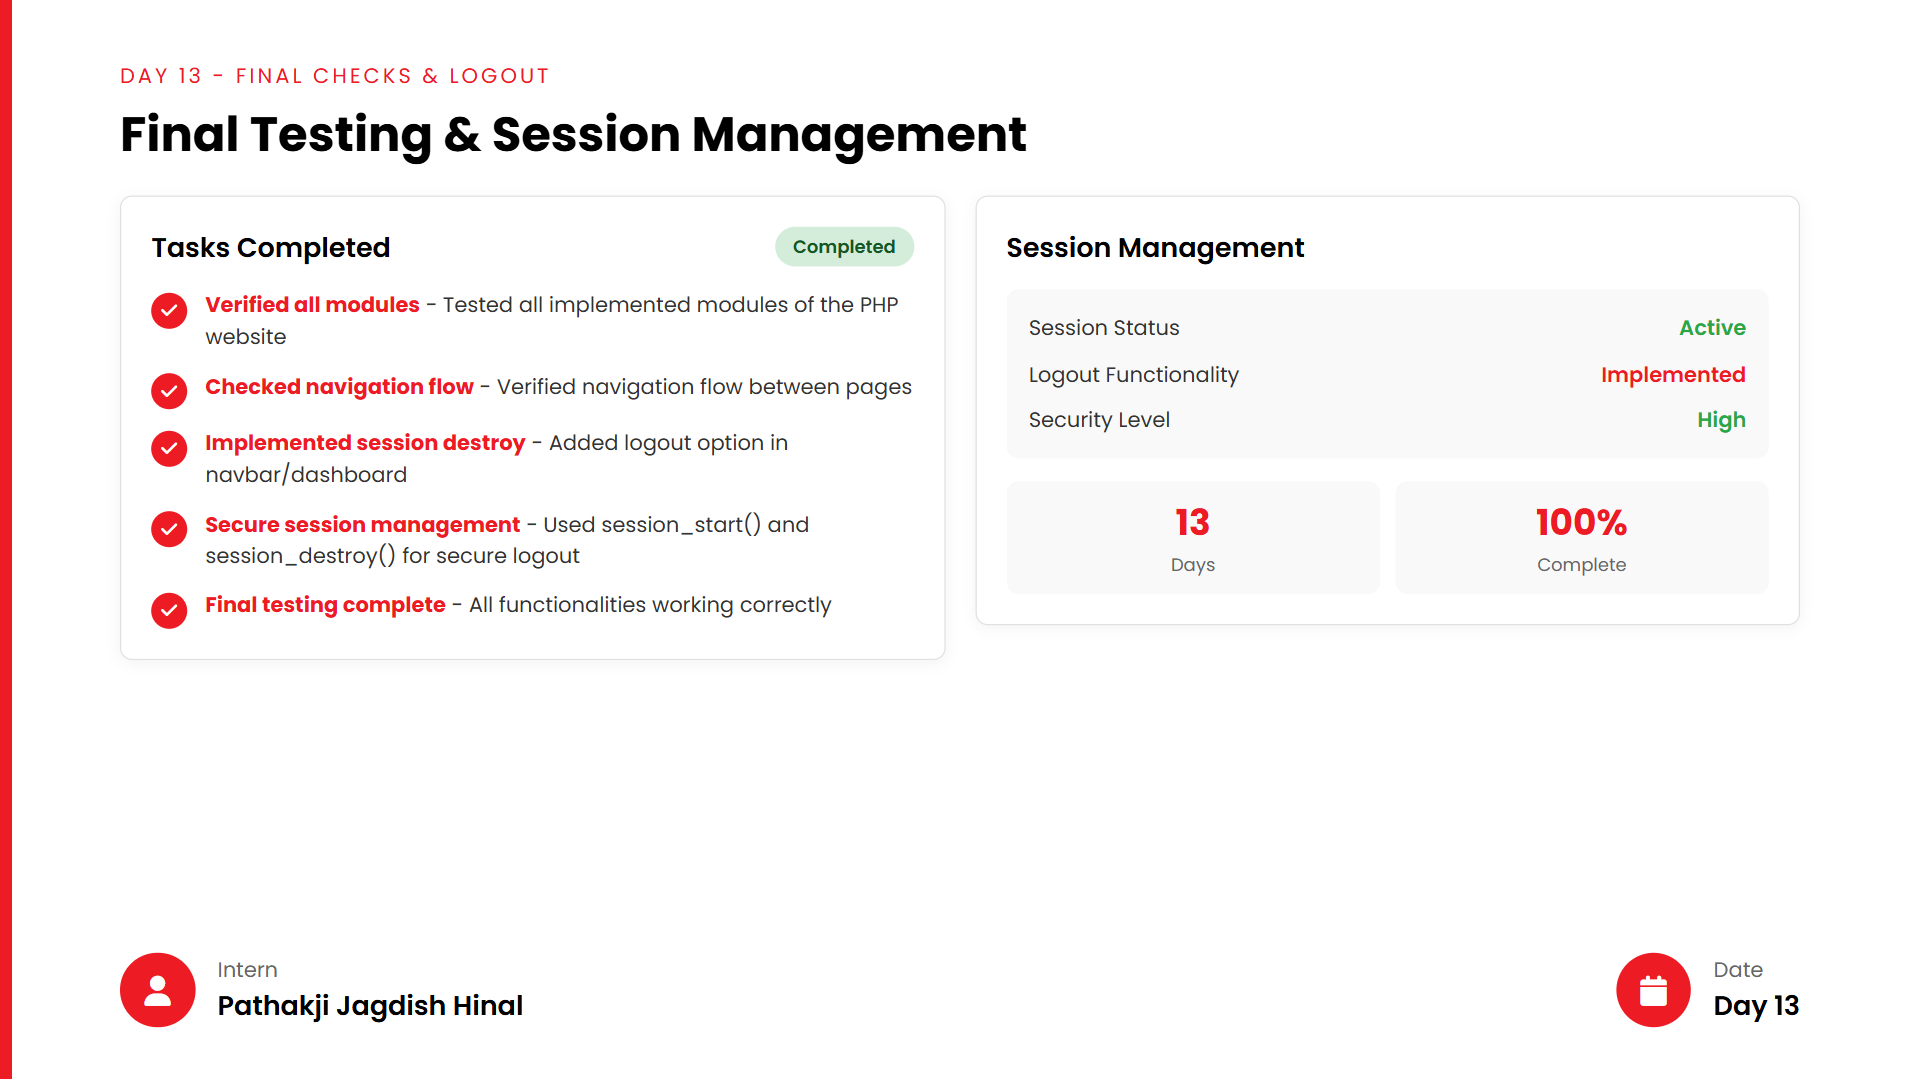 DAY 13 - FINAL CHECKS & LOGOUT
Final Testing & Session Management
Tasks Completed
Completed
Verified all modules - Tested all implemented modules of the PHP
website
Checked navigation flow - Verified navigation flow between pages
Implemented session destroy - Added logout option in
navbar/dashboard
Secure session management - Used session_start() and
session_destroy() for secure logout
Final testing complete - All functionalities working correctly
Session Management
Session Status Active
Logout Functionality Implemented
Security Level High
13
Days
100%
Complete
Intern
Pathakji Jagdish Hinal
Date
Day 13